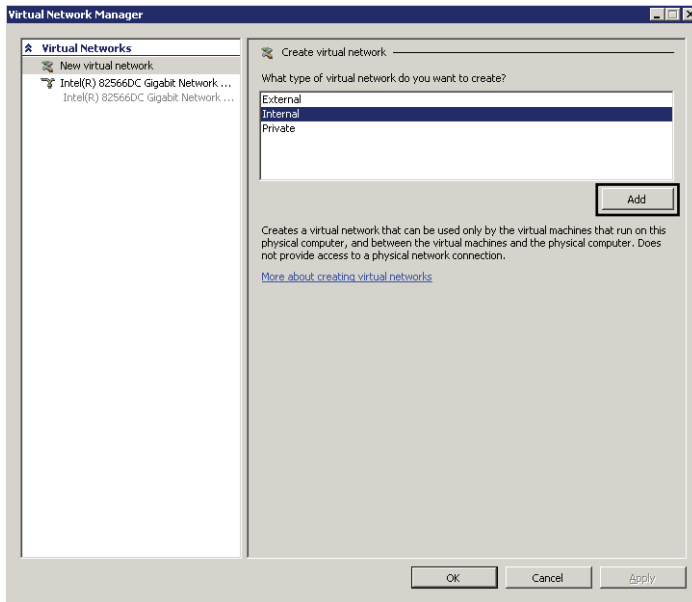 Virtual Network Manager
Virtual Networks
New virtual network
Intel(R) 82566DC Gigabit Network ...
Intel(R) 82566DC Gigabit Network ...
Create virtual network
What type of virtual network do you want to create?
External
Internal
Private
Add
Creates a virtual network that can be used only by the virtual machines that run on this
physical computer, and between the virtual machines and the physical computer. Does
not provide access to a physical network connection.
More about creating virtual networks
OK
Cancel
Apply